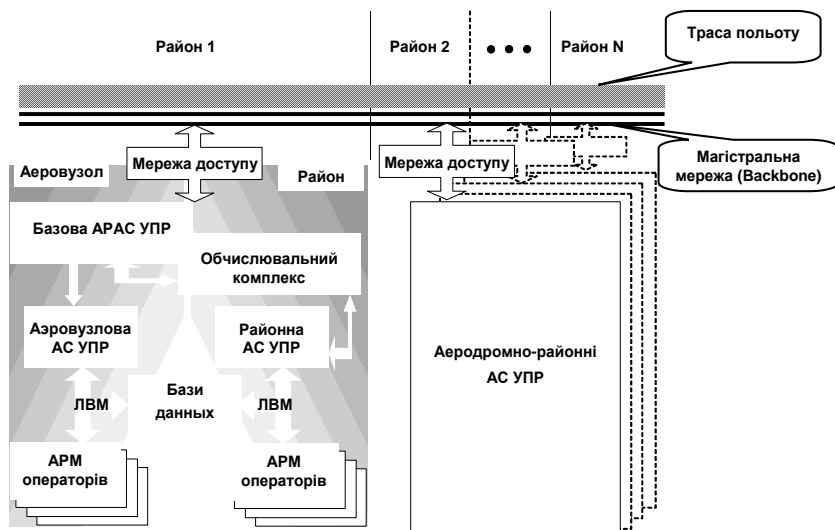 Район 1
Район 2
Район N
Траса польоту
Мережа доступу
Мережа доступу
Магістральна
мережа (Backbone)
Аеровузол
Район
Базова АРАС УПР
Обчислювальний
комплекс
Аэровузлова
АС УПР
Районна
АС УПР
Аеродромно-районні
АС УПР
Бази
данных
ЛВМ
ЛВМ
АРМ
операторів
АРМ
операторів